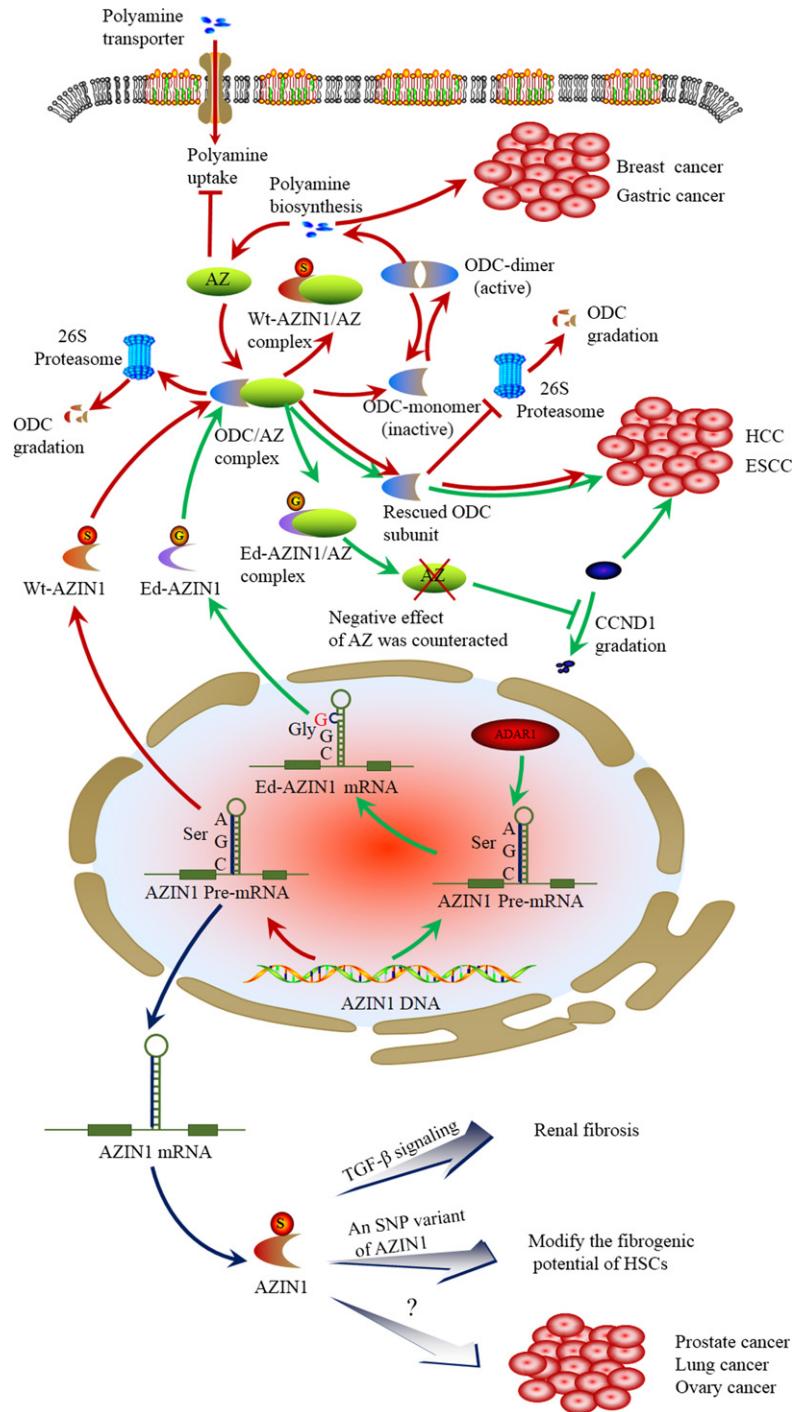 Polyamine
transporter
Polyamine
uptake
Polyamine
biosynthesis
Breast cancer
Gastric cancer
AZ
S
Wt-AZIN1/AZ
complex
ODC-dimer
(active)
ODC
gradation
26S
Proteasome
26S
Proteasome
ODC-monomer
(inactive)
ODC
gradation
ODC/AZ
complex
HCC
ESCC
Rescued ODC
subunit
S
G
G
Wt-AZIN1
Ed-AZIN1
Ed-AZIN1/AZ
complex
AZ
Negative effect
of AZ was counteracted
CCND1
gradation
Gly
G
G
C
C
Ed-AZIN1 mRNA
ADAR1
Ser
A
G
C
AZIN1 Pre-mRNA
Ser
A
G
C
AZIN1 Pre-mRNA
AZIN1 DNA
AZIN1 mRNA
TGF-β signaling
Renal fibrosis
S
AZIN1
An SNP variant
of AZIN1
Modify the fibrogenic
potential of HSCs
?
Prostate cancer
Lung cancer
Ovary cancer